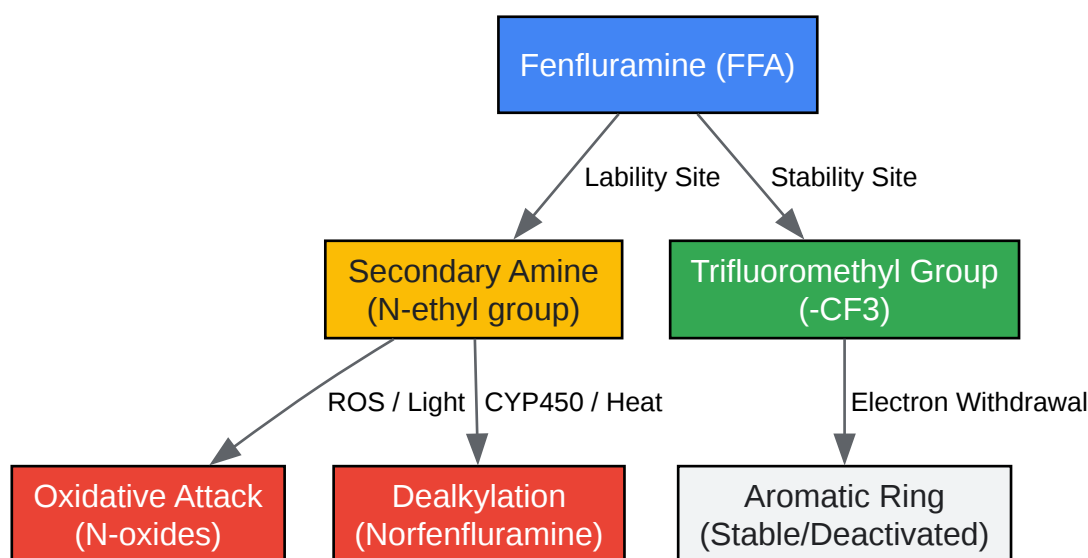 Fenfluramine (FFA)
Lability Site
Stability Site
Secondary Amine
(N-ethyl group)
Trifluoromethyl Group
(-CF3)
ROS / Light
CYP450 / Heat
Electron Withdrawal
Oxidative Attack
(N-oxides)
Dealkylation
(Norfenfluramine)
Aromatic Ring
(Stable/Deactivated)